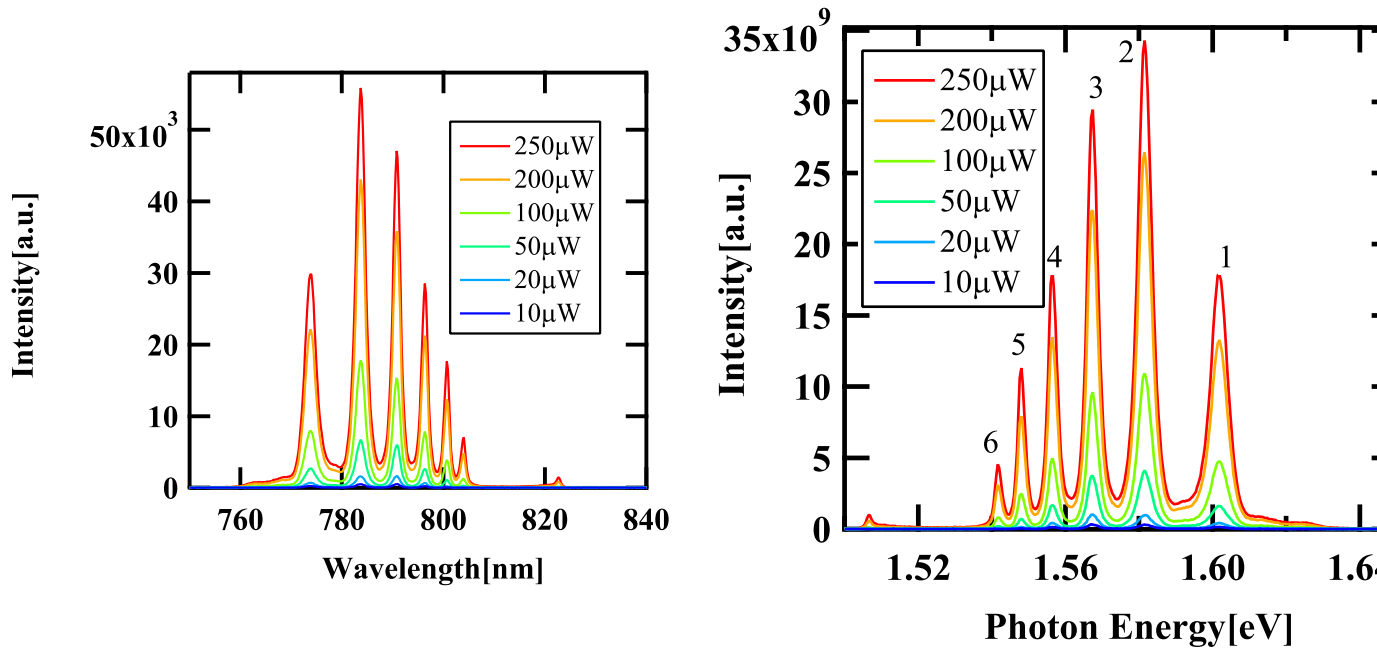 50x10³
40
30
20
10
0
760
780
800
820
840
Intensity[a.u.]
Wavelength[nm]
250μW
200μW
100μW
50μW
20μW
10μW
35x10⁹
30
25
20
15
10
5
0
1.52
1.56
1.60
Intensity[a.u.]
Photon Energy[eV]
250μW
200μW
100μW
50μW
20μW
10μW
6
5
4
3
2
1